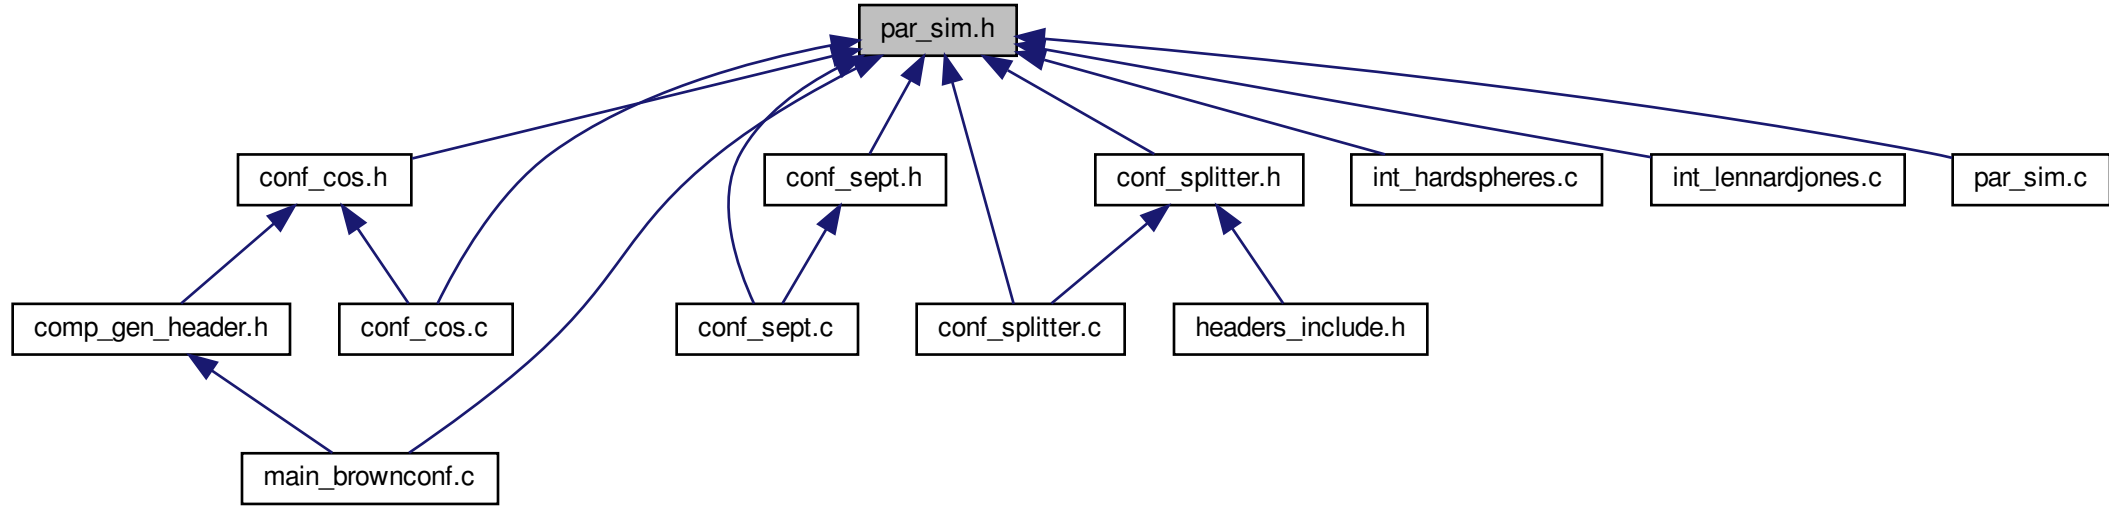 par_sim.h
conf_cos.h
conf_sept.h
conf_splitter.h
int_hardspheres.c
int_lennardjones.c
par_sim.c
comp_gen_header.h
conf_cos.c
conf_sept.c
conf_splitter.c
headers_include.h
main_brownconf.c